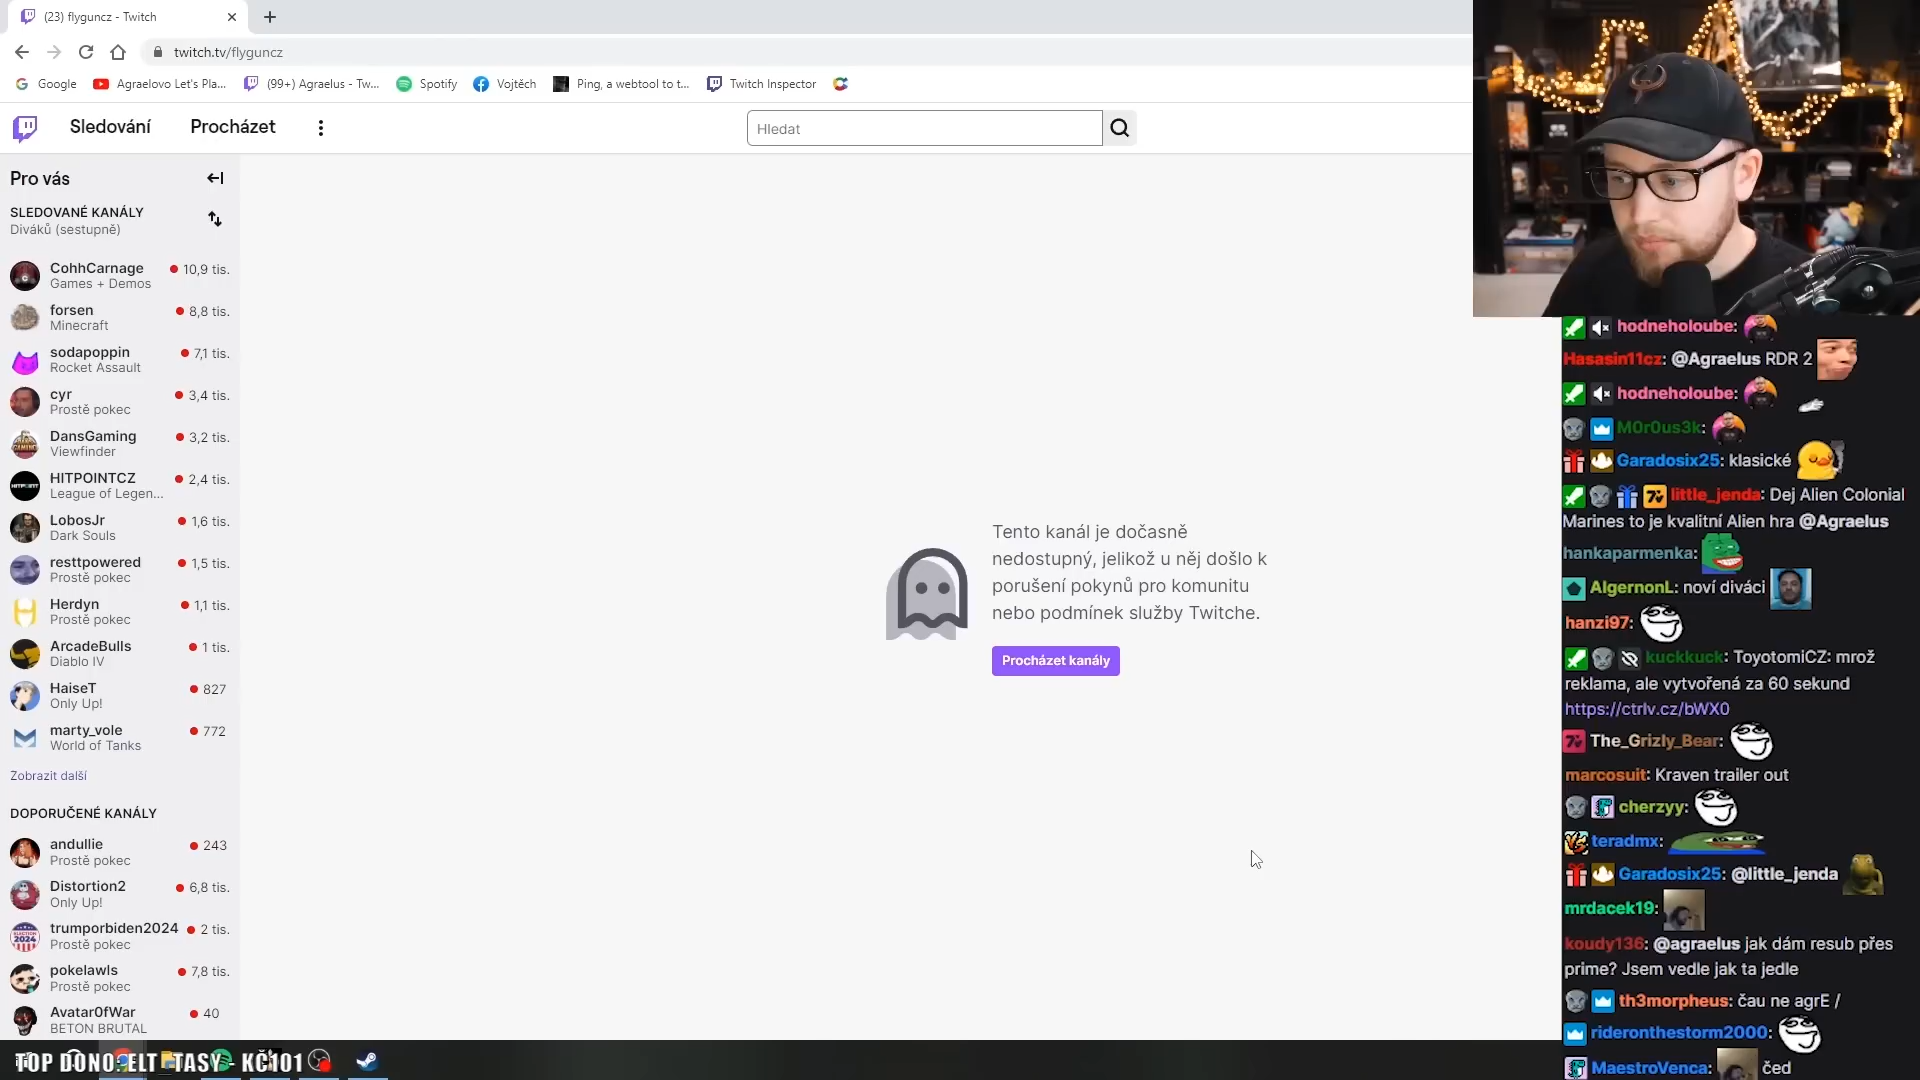 (23) flyguncz - Twitch
twitch.tv/flyguncz
Google
Agraelovo Let's Pla...
(99+) Agraelus - Tw...
Spotify
Vojtěch
Ping, a webtool to t...
Twitch Inspector
Sledování
Procházet
Hledat
Pro vás
SLEDOVANÉ KANÁLY
Diváků (sestupně)
CohhCarnage
10,9 tis.
Games + Demos
forsen
8,8 tis.
Minecraft
sodapoppin
7,1 tis.
Rocket Assault
cyr
3,4 tis.
Prostě pokec
DansGaming
3,2 tis.
Viewfinder
HITPOINTCZ
2,4 tis.
League of Legen...
LobosJr
1,6 tis.
Dark Souls
resttpowered
1,5 tis.
Prostě pokec
Herdyn
1,1 tis.
Prostě pokec
ArcadeBulls
1 tis.
Diablo IV
HaiseT
827
Only Up!
marty_vole
772
World of Tanks
Zobrazit další
DOPORUČENÉ KANÁLY
andullie
243
Prostě pokec
Distortion2
6,8 tis.
Only Up!
trumporbiden2024
2 tis.
Prostě pokec
pokelawls
7,8 tis.
Prostě pokec
Avatar0fWar
40
BETON BRUTAL
Tento kanál je dočasně
nedostupný, jelikož u něj došlo k
porušení pokynů pro komunitu
nebo podmínek služby Twitche.
Procházet kanály
hodneholoube:
Hasasin11cz: @Agraelus RDR 2
hodneholoube:
M0r0us3k:
Garadosix25: klasické
little_jenda: Dej Alien Colonial
Marines to je kvalitní Alien hra @Agraelus
hankaparmenka:
AlgernonL: noví diváci
hanzi97:
kuckkuck: ToyotomiCZ: mrož
reklama, ale vytvořená za 60 sekund
https://ctrlv.cz/bWX0
The_Grizly_Bear:
marcosuit: Kraven trailer out
cherzyy:
teradmx:
Garadosix25: @little_jenda
mrdacek19:
koudy136: @agraelus jak dám resub přes
prime? Jsem vedle jak ta jedle
th3morpheus: čau ne agrE /
rideronthestorm2000:
MaestroVenca: čed
TOP DONO: ELT_TASY - KČ101